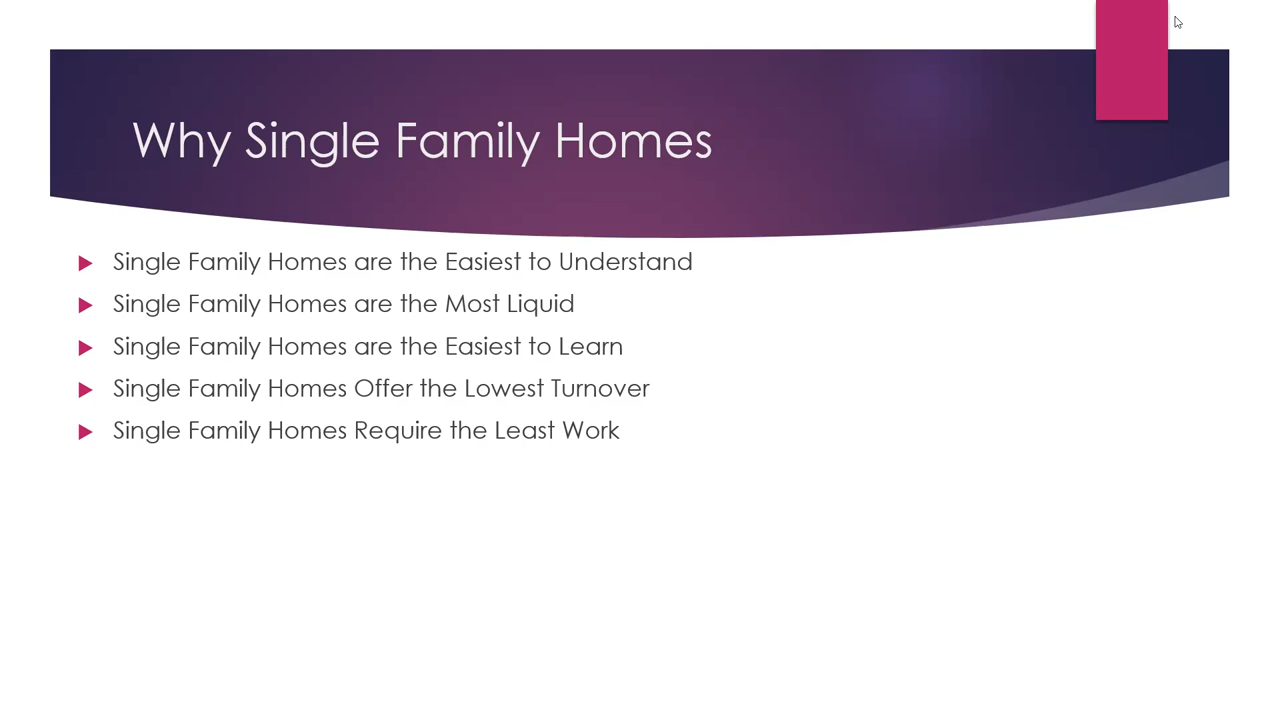 Why Single Family Homes
Single Family Homes are the Easiest to Understand
Single Family Homes are the Most Liquid
Single Family Homes are the Easiest to Learn
Single Family Homes Offer the Lowest Turnover
Single Family Homes Require the Least Work